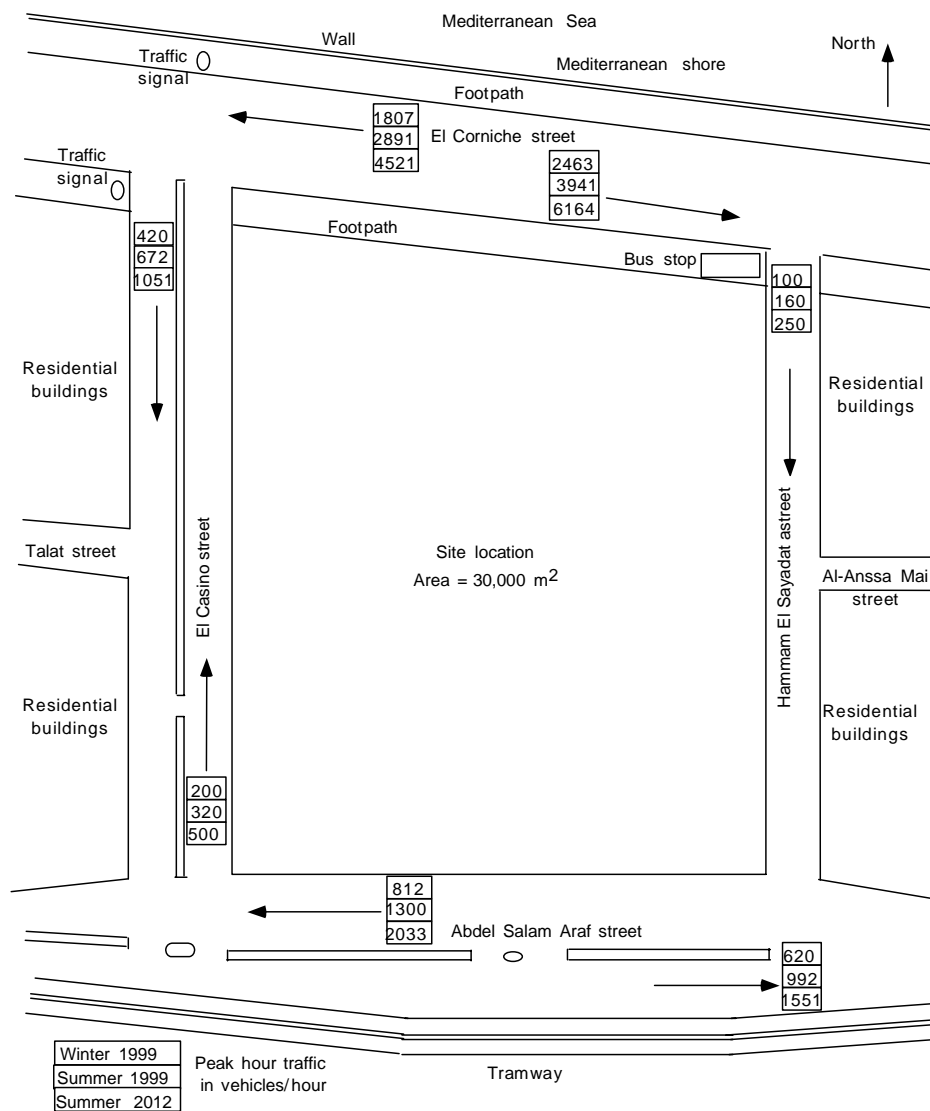 Mediterranean Sea
North
Wall
Traffic
signal
Mediterranean shore
Footpath
1807
2891
4521
El Corniche street
2463
3941
6164
Traffic
signal
420
672
1051
Footpath
Bus stop
100
160
250
Residential
buildings
Residential
buildings
Talat street
El Casino street
Site location
Area = 30,000 m2
Hammam El Sayadat astreet
Al-Anssa Mai
street
Residential
buildings
Residential
buildings
200
320
500
812
1300
2033
Abdel Salam Araf street
620
992
1551
Winter 1999
Summer 1999
Summer 2012
Peak hour traffic
in vehicles/hour
Tramway